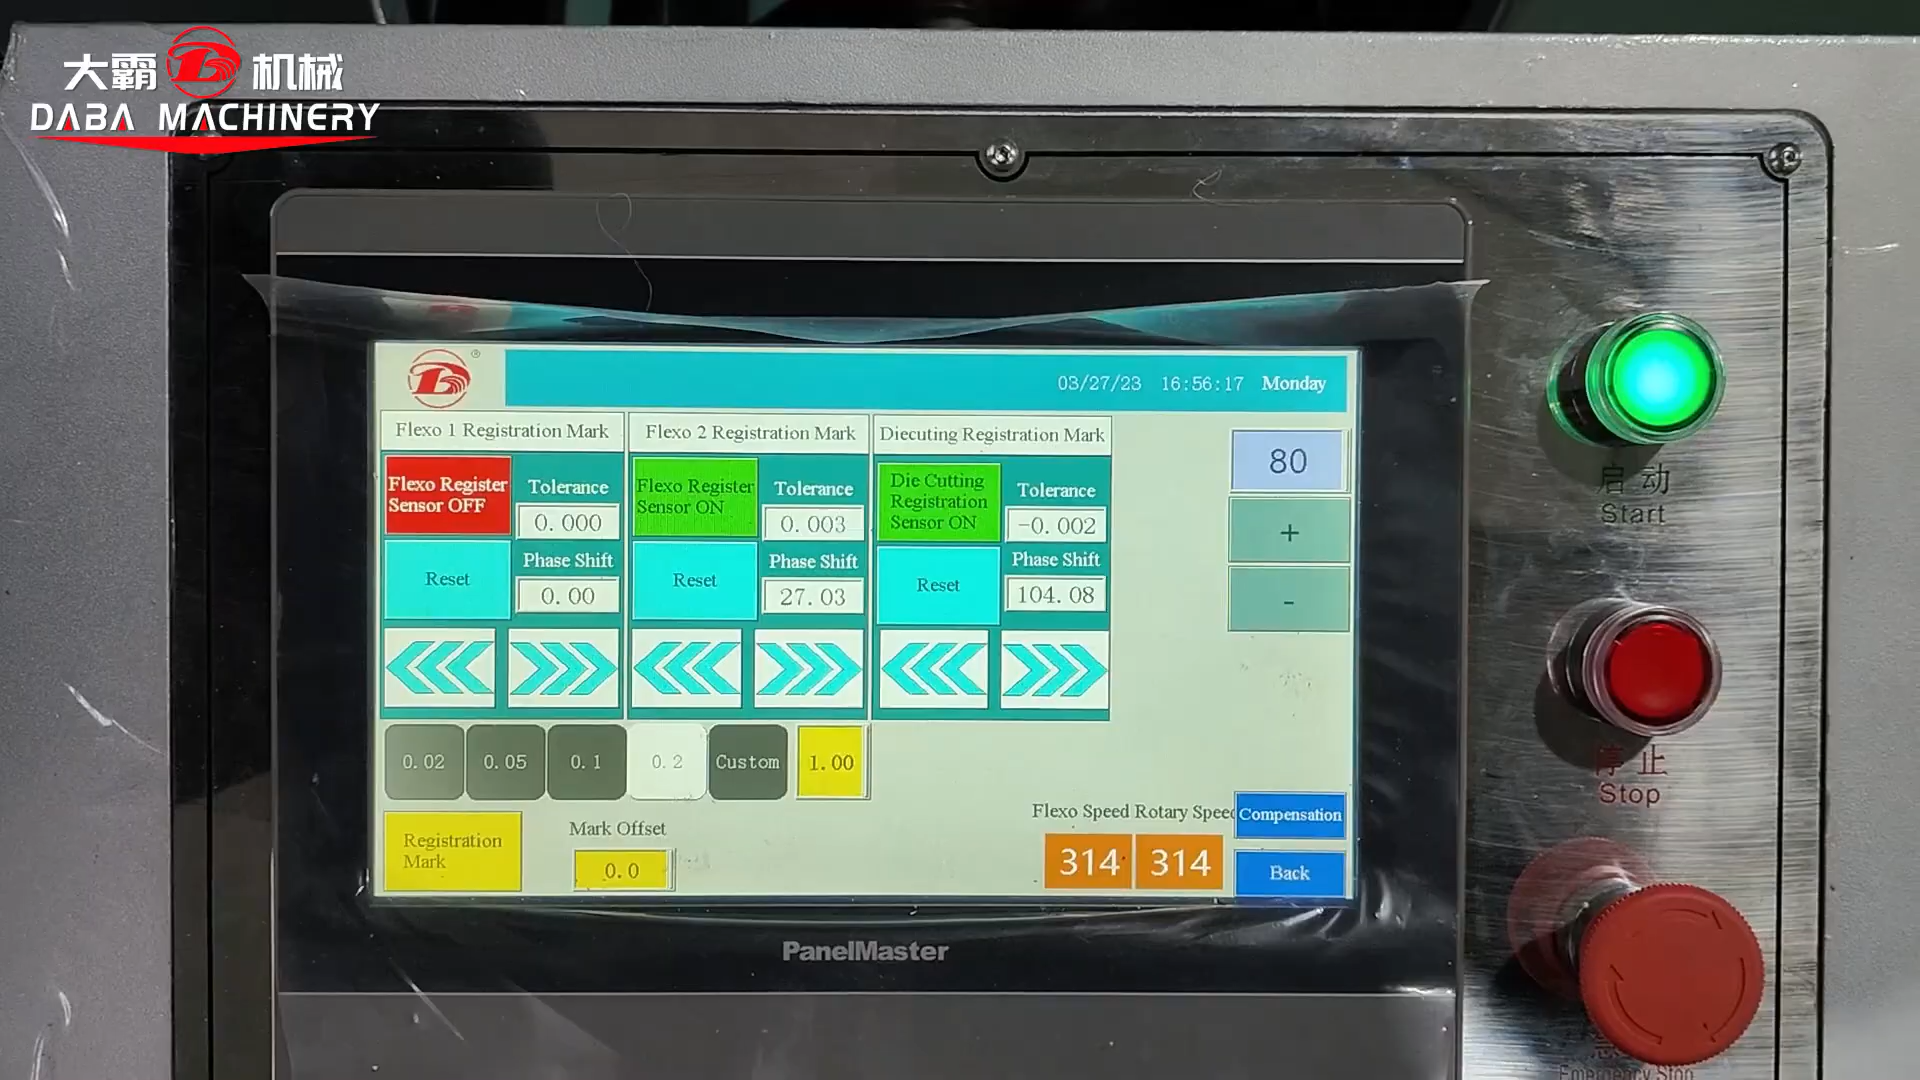 大霸 机械
DABA MACHINERY
03/27/23 16:56:17 Monday
Flexo 1 Registration Mark
Flexo Register
Sensor OFF
Tolerance
0.000
Reset
Phase Shift
0.00
Flexo 2 Registration Mark
Flexo Register
Sensor ON
Tolerance
0.003
Reset
Phase Shift
27.03
Diecuting Registration Mark
Die Cutting
Registration
Sensor ON
Tolerance
-0.002
Reset
Phase Shift
104.08
80
+
-
0.02 0.05 0.1 0.2 Custom 1.00
Registration
Mark
Mark Offset
0.0
Flexo Speed Rotary Speed
314 314
Compensation
Back
PanelMaster
启动
Start
停止
Stop
Emergency Stop